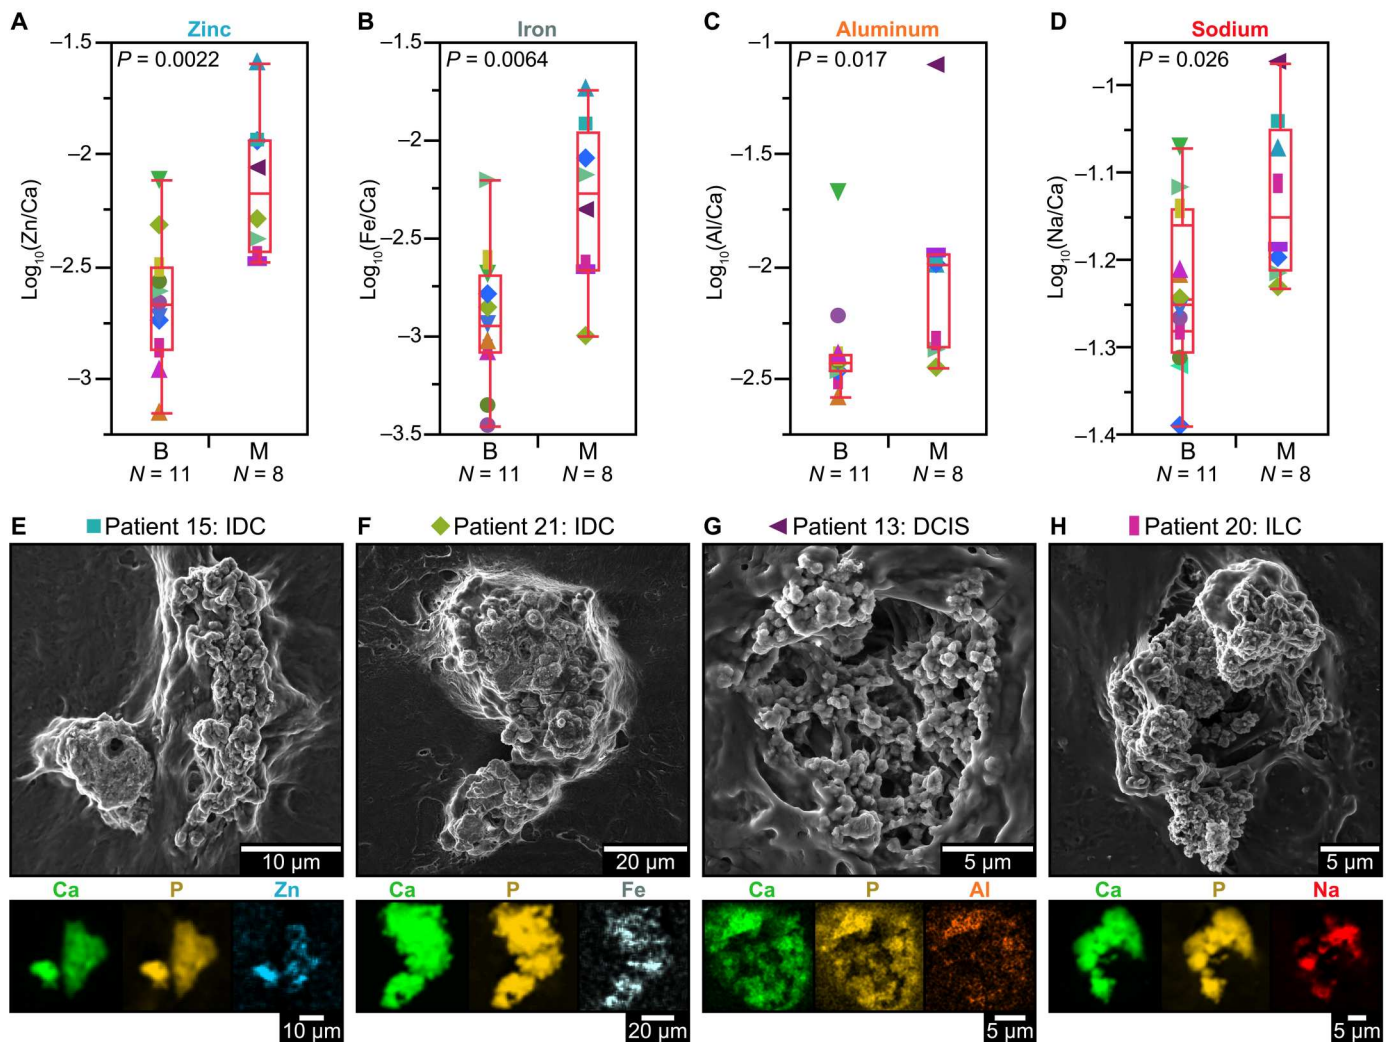 A Zinc
P = 0.0022
Log10(Zn/Ca)
–1.5
–2
–2.5
–3
B M
N = 11 N = 8
B Iron
P = 0.0064
Log10(Fe/Ca)
–1.5
–2
–2.5
–3
–3.5
B M
N = 11 N = 8
C Aluminum
P = 0.017
Log10(Al/Ca)
–1
–1.5
–2
–2.5
B M
N = 11 N = 8
D Sodium
P = 0.026
Log10(Na/Ca)
–1
–1.1
–1.2
–1.3
–1.4
B M
N = 11 N = 8
E Patient 15: IDC
10 µm
Ca P Zn
10 µm
F Patient 21: IDC
20 µm
Ca P Fe
20 µm
G Patient 13: DCIS
5 µm
Ca P Al
5 µm
H Patient 20: ILC
5 µm
Ca P Na
5 µm